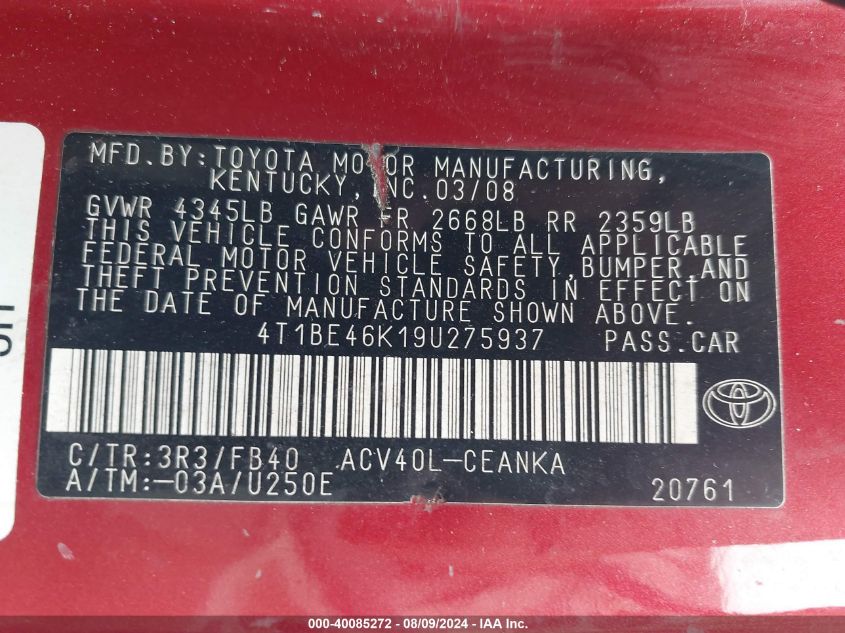 MFD.BY:TOYOTA MOTOR MANUFACTURING,
KENTUCKY, INC. 03/08
GVWR 4345LB GAWR FR 2668LB RR 2359LB
THIS VEHICLE CONFORMS TO ALL APPLICABLE
FEDERAL MOTOR VEHICLE SAFETY,BUMPER,AND
THEFT PREVENTION STANDARDS IN EFFECT ON
THE DATE OF MANUFACTURE SHOWN ABOVE.
4T1BE46K19U275937 PASS.CAR
C/TR:3R3/FB40 ACV40L-CEANKA
A/TM:-03A/U250E 20761
000-40085272 - 08/09/2024 - IAA Inc.